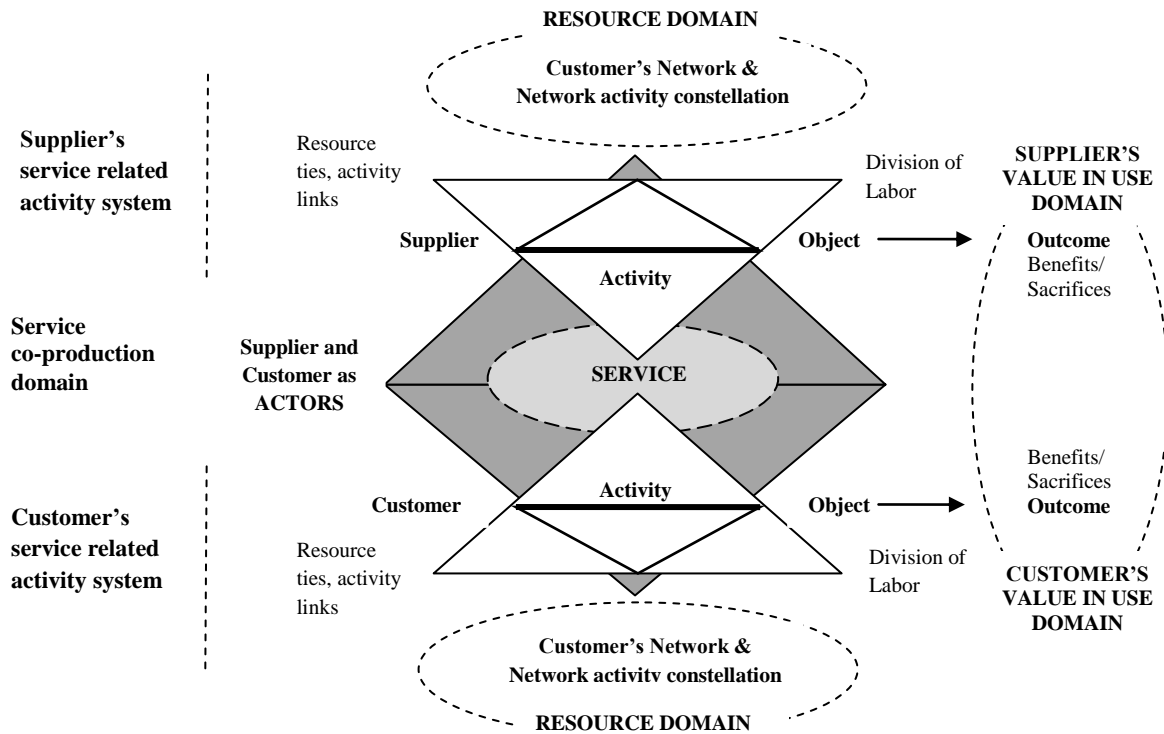 RESOURCE DOMAIN
Customer's Network &
Network activity constellation
Supplier's
service related
activity system
Resource
ties, activity
links
Division of
Labor
SUPPLIER'S
VALUE IN USE
DOMAIN
Supplier
Object
Outcome
Benefits/
Sacrifices
Activity
Service
co-production
domain
Supplier and
Customer as
ACTORS
SERVICE
Benefits/
Sacrifices
Outcome
Activity
Customer
Object
Customer's
service related
activity system
Resource
ties, activity
links
Division of
Labor
CUSTOMER'S
VALUE IN USE
DOMAIN
Customer's Network &
Network activity constellation
RESOURCE DOMAIN